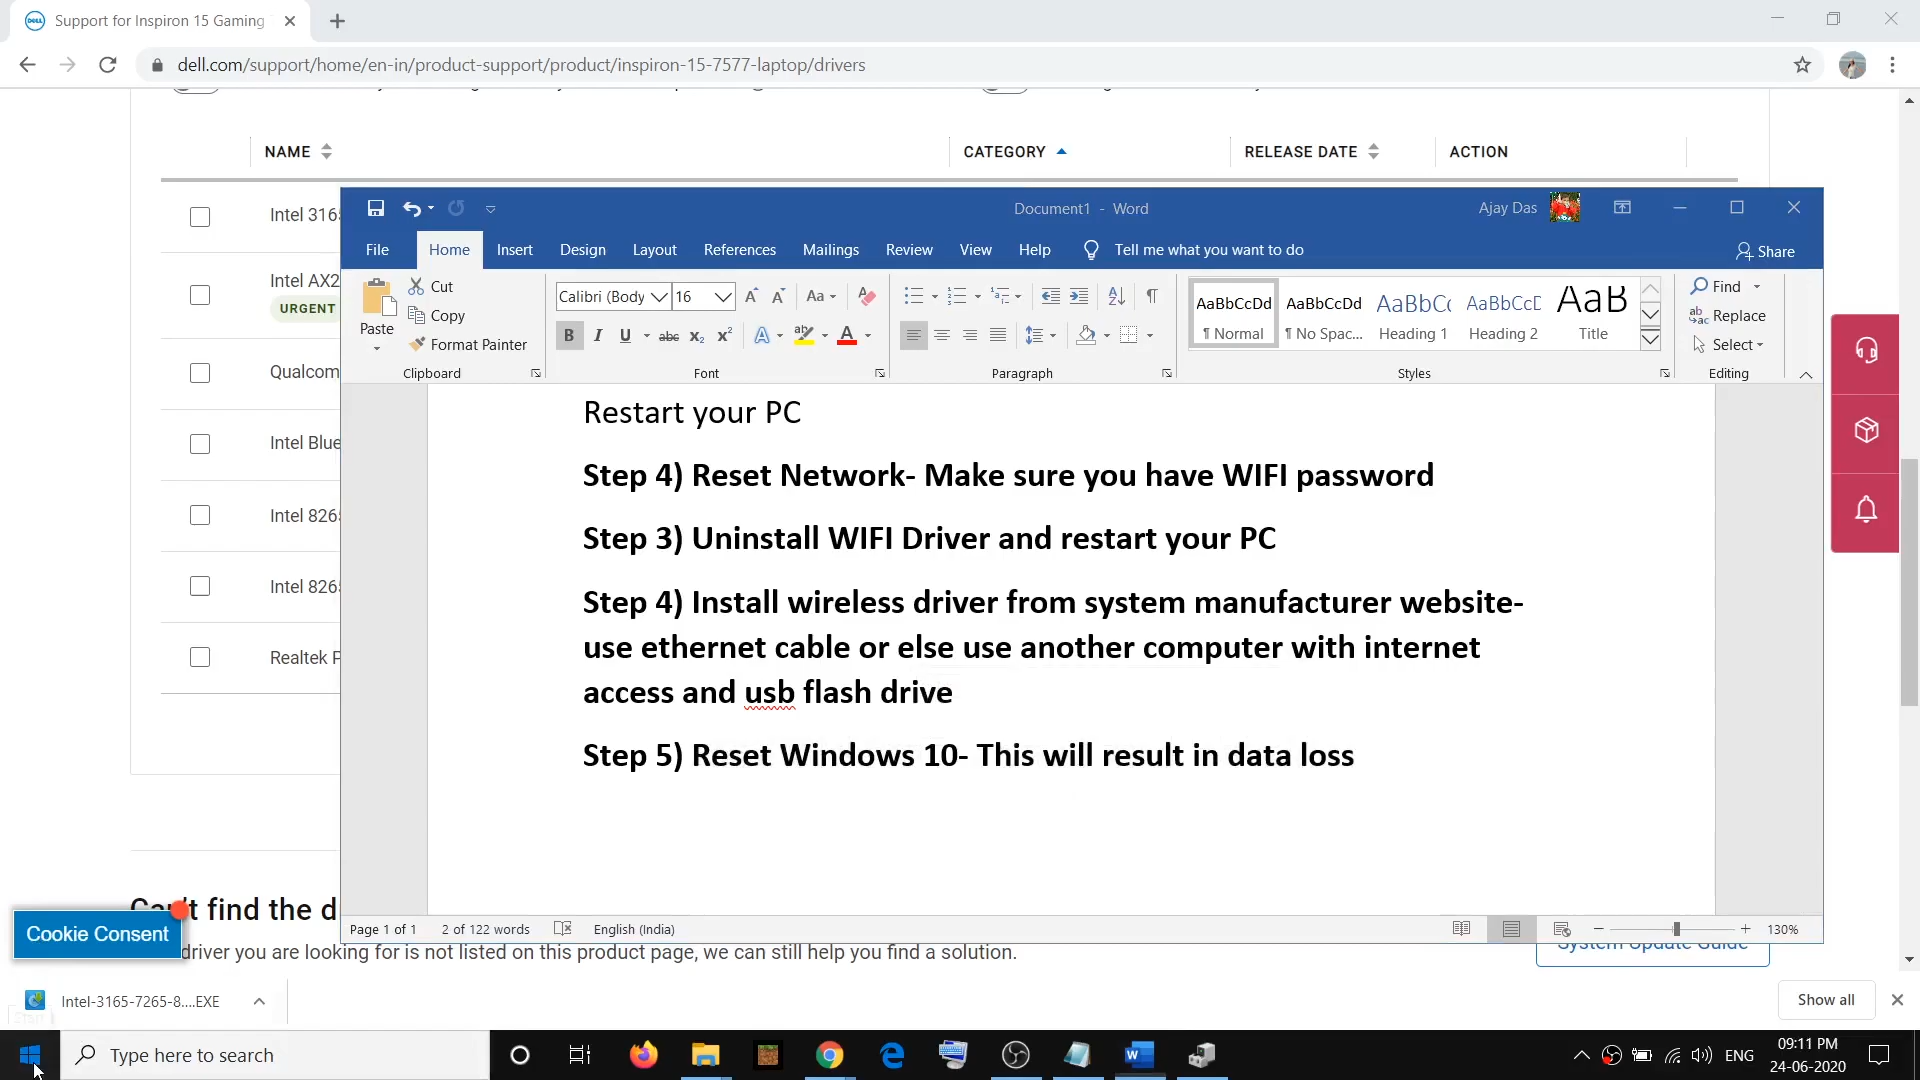 Support for Inspiron 15 Gaming
dell.com/support/home/en-in/product-support/product/inspiron-15-7577-laptop/drivers
NAME
CATEGORY
RELEASE DATE
ACTION
Intel 316
Intel AX2
URGENT
Qualcom
Intel Blue
Intel 826
Intel 826
Realtek P
Document1 - Word
Ajay Das
File
Home
Insert
Design
Layout
References
Mailings
Review
View
Help
Tell me what you want to do
Share
Paste
Cut
Copy
Format Painter
Clipboard
Calibri (Body
16
Font
Paragraph
AaBbCcDd
AaBbCcDd
AaBbCc
AaBbCcD
AaB
¶ Normal
¶ No Spac...
Heading 1
Heading 2
Title
Styles
Find
Replace
Select
Editing
Restart your PC
Step 4) Reset Network- Make sure you have WIFI password
Step 3) Uninstall WIFI Driver and restart your PC
Step 4) Install wireless driver from system manufacturer website-
use ethernet cable or else use another computer with internet
access and usb flash drive
Step 5) Reset Windows 10- This will result in data loss
Page 1 of 1
2 of 122 words
English (India)
130%
Can't find the d
Cookie Consent
driver you are looking for is not listed on this product page, we can still help you find a solution.
System Update Guide
Intel-3165-7265-8....EXE
Show all
Type here to search
ENG
09:11 PM
24-06-2020